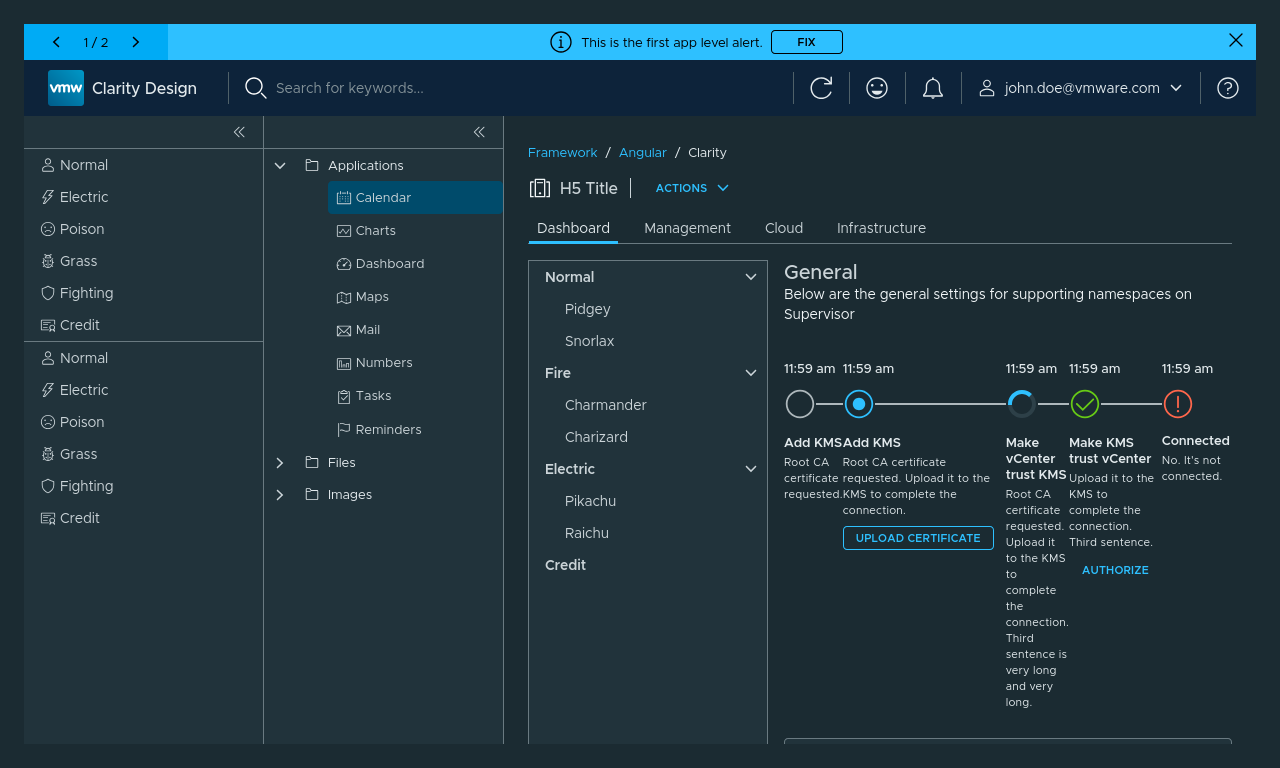 1 / 2
This is the first app level alert.
FIX
vmw
Clarity Design
Search for keywords...
john.doe@vmware.com
Normal
Electric
Poison
Grass
Fighting
Credit
Normal
Electric
Poison
Grass
Fighting
Credit
Applications
Calendar
Charts
Dashboard
Maps
Mail
Numbers
Tasks
Reminders
Files
Images
Framework / Angular / Clarity
H5 Title
ACTIONS
Dashboard
Management
Cloud
Infrastructure
Normal
Pidgey
Snorlax
Fire
Charmander
Charizard
Electric
Pikachu
Raichu
Credit
General
Below are the general settings for supporting namespaces on
Supervisor
11:59 am
Add KMS
Root CA
certificate
requested.
11:59 am
Add KMS
Root CA certificate
requested. Upload it to the
KMS to complete the
connection.
UPLOAD CERTIFICATE
11:59 am
Make
vCenter
trust KMS
Root CA
certificate
requested.
Upload it
to the KMS
to
complete
the
connection.
Third
sentence is
very long
and very
long.
11:59 am
Make KMS
trust vCenter
Upload it to the
KMS to
complete the
connection.
Third sentence.
AUTHORIZE
11:59 am
Connected
No. It's not
connected.